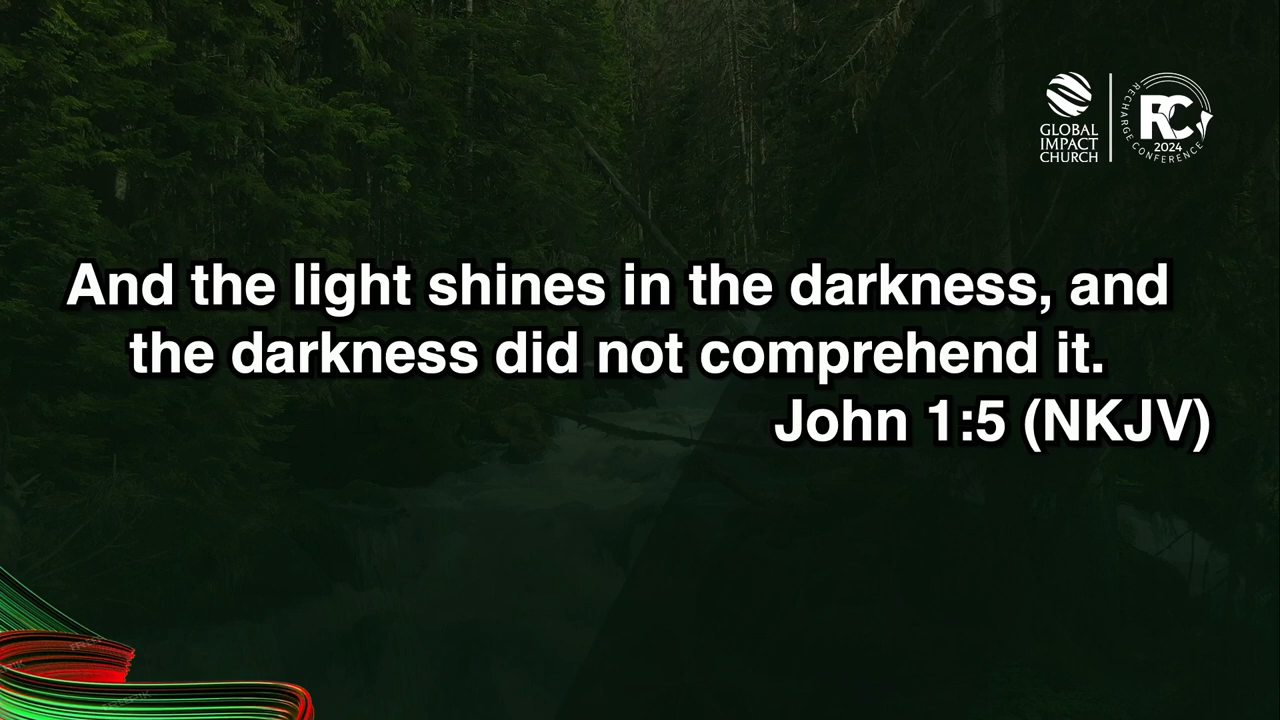 GLOBAL
IMPACT
CHURCH
RECHARGE CONFERENCE
RC
2024
And the light shines in the darkness, and
the darkness did not comprehend it.
John 1:5 (NKJV)
FREEPIK